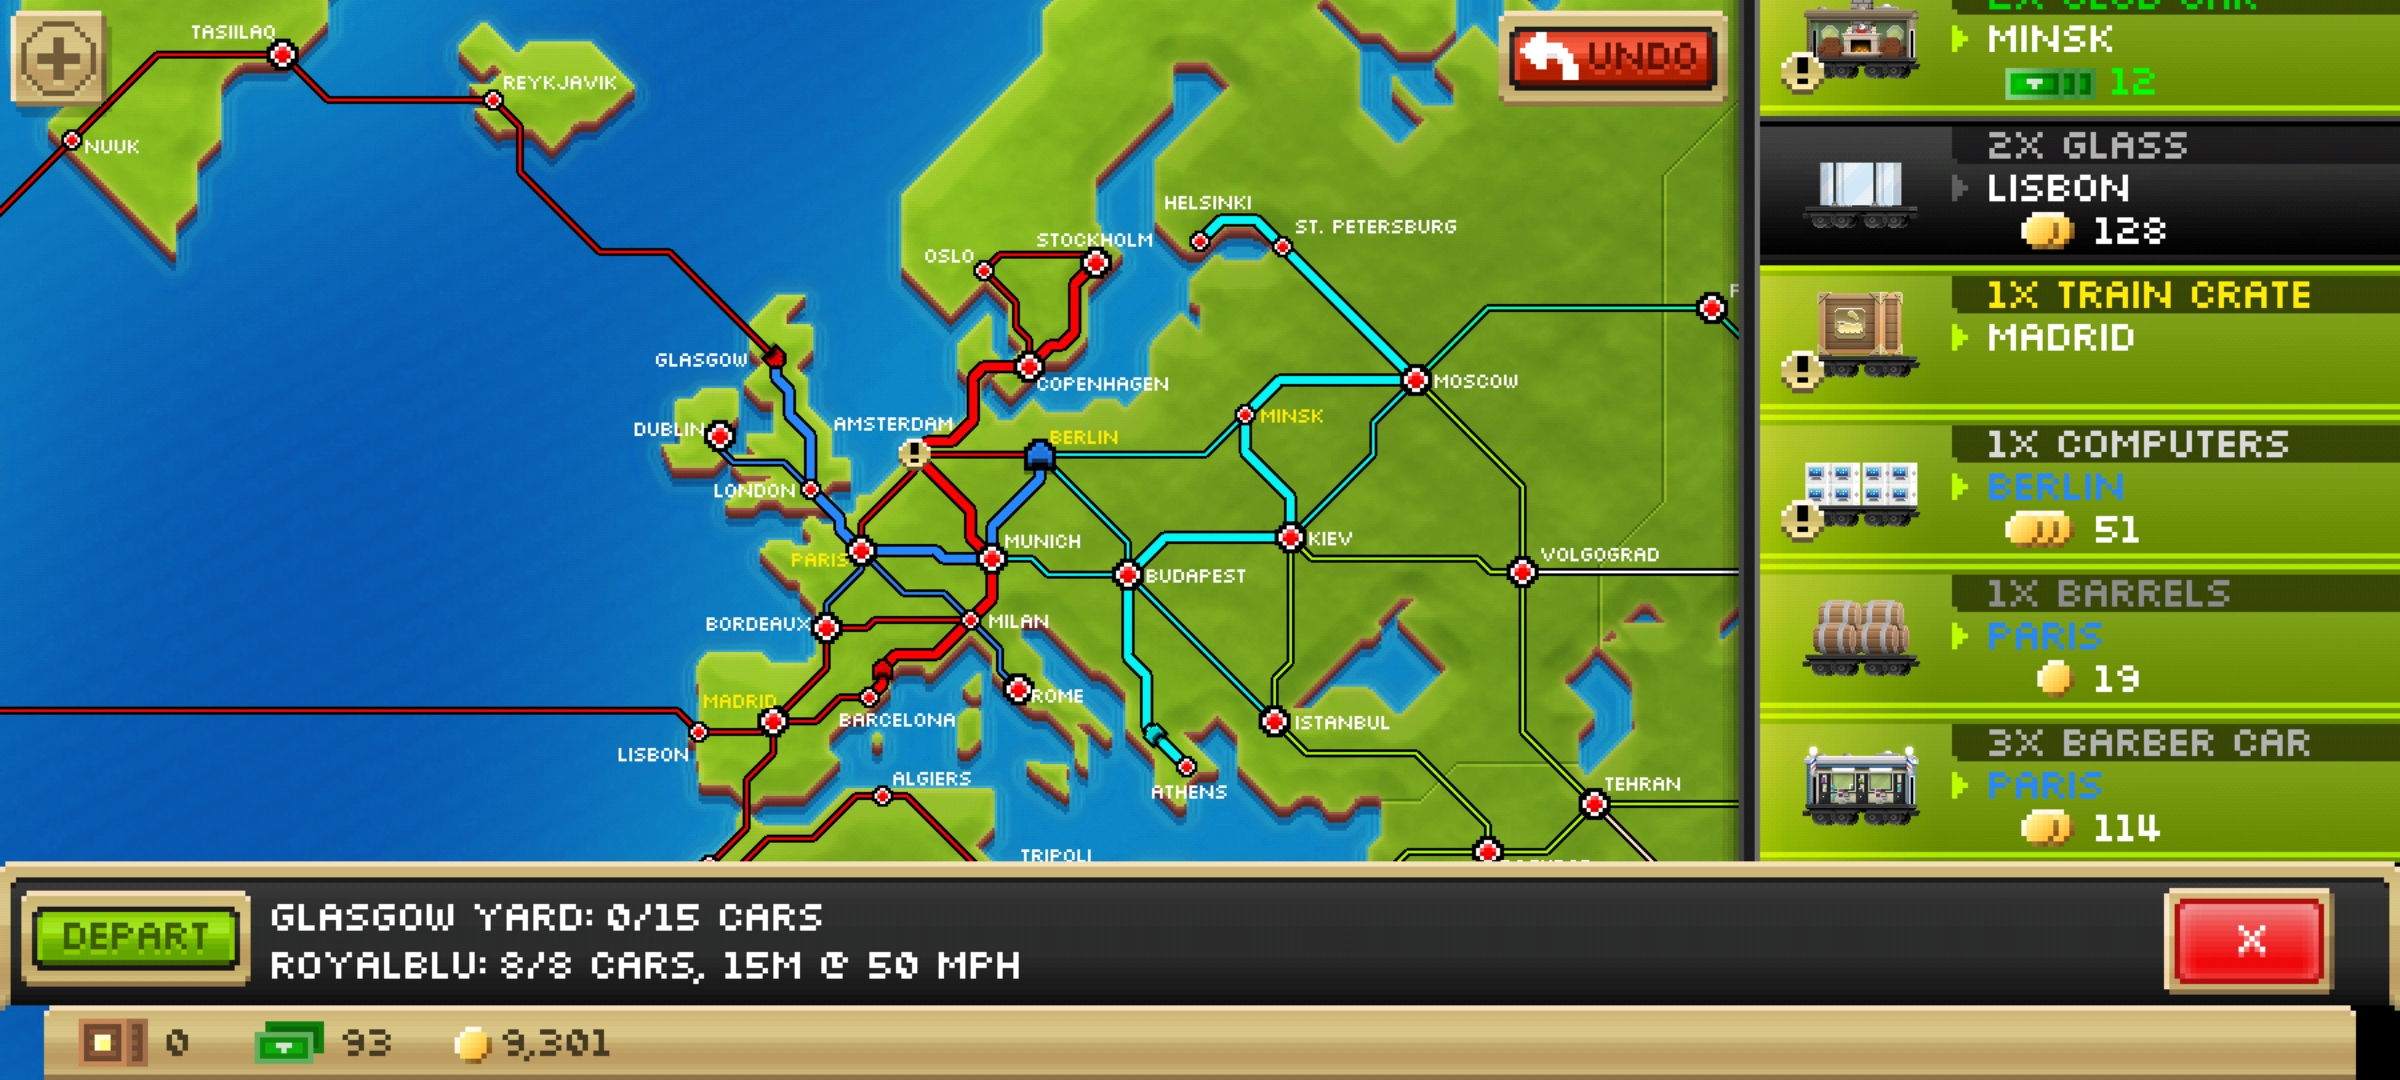 TASIILAQ
REYKJAVIK
NUUK
UNDO
HELSINKI
ST. PETERSBURG
OSLO
STOCKHOLM
GLASGOW
COPENHAGEN
MOSCOW
DUBLIN
AMSTERDAM
BERLIN
MINSK
LONDON
PARIS
MUNICH
KIEV
BUDAPEST
VOLGOGRAD
BORDEAUX
MILAN
MADRID
ROME
BARCELONA
ISTANBUL
LISBON
ALGIERS
ATHENS
TEHRAN
TRIPOLI
2X CLUB CAR
MINSK
12
2X GLASS
LISBON
128
1X TRAIN CRATE
MADRID
1X COMPUTERS
BERLIN
51
1X BARRELS
PARIS
19
3X BARBER CAR
PARIS
114
DEPART
GLASGOW YARD: 0/15 CARS
ROYALBLU: 8/8 CARS, 15M @ 50 MPH
X
0
93
9,301